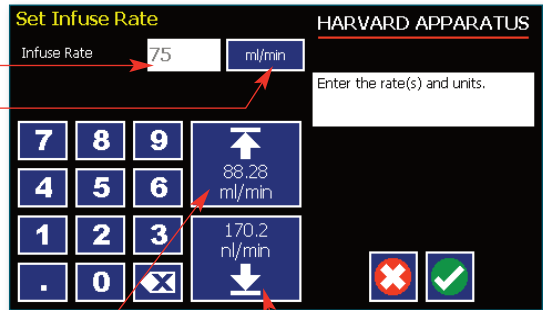 Set Infuse Rate
HARVARD APPARATUS
Infuse Rate 75 ml/min
Enter the rate(s) and units.
7 8 9
88.28
ml/min
4 5 6
1 2 3
170.2
nl/min
. 0